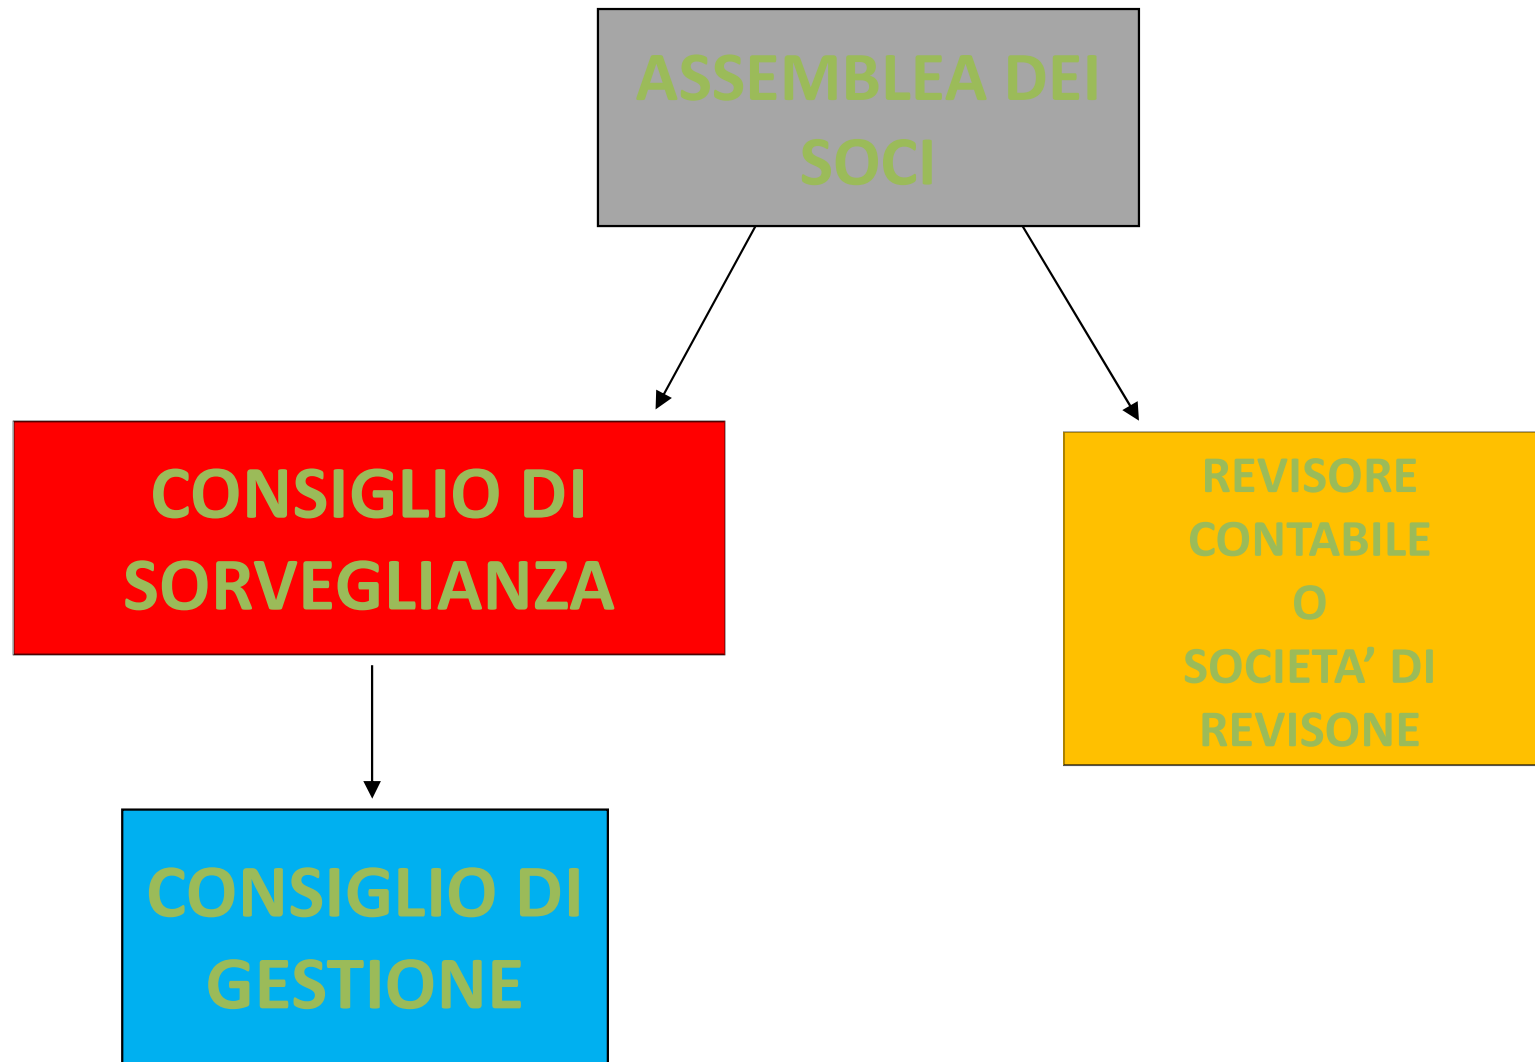 ASSEMBLEA DEI
SOCI
CONSIGLIO DI
SORVEGLIANZA
REVISORE
CONTABILE
O
SOCIETA’ DI
REVISONE
CONSIGLIO DI
GESTIONE